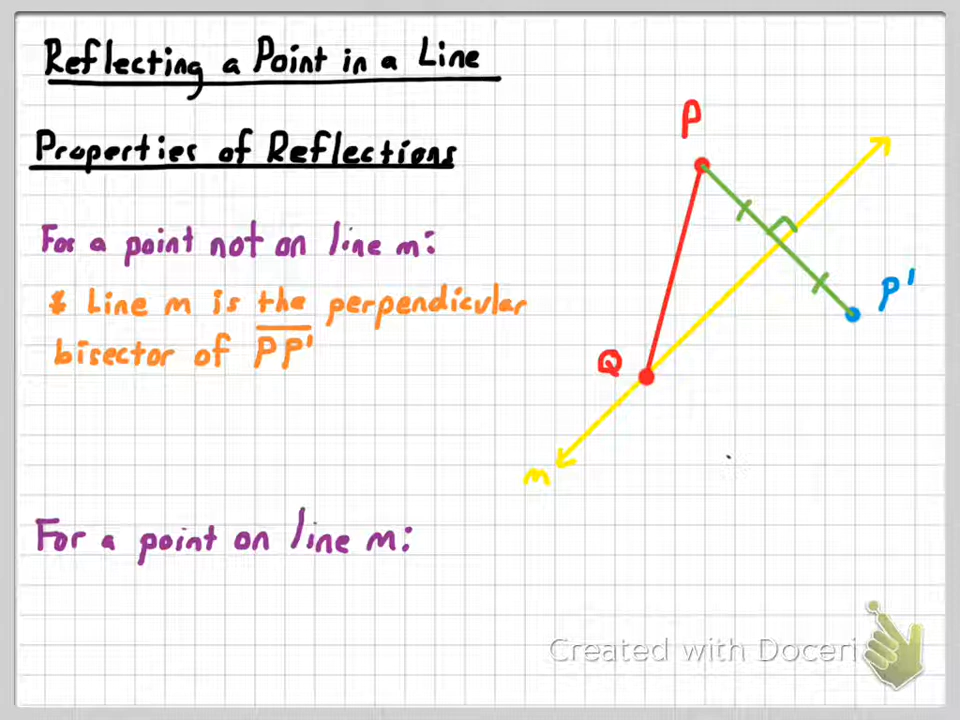 Reflecting a Point in a Line
Properties of Reflections
For a point not on line m:
* Line m is the perpendicular
bisector of PP'
For a point on line m:
P
P'
Q
m
Created with Doceri